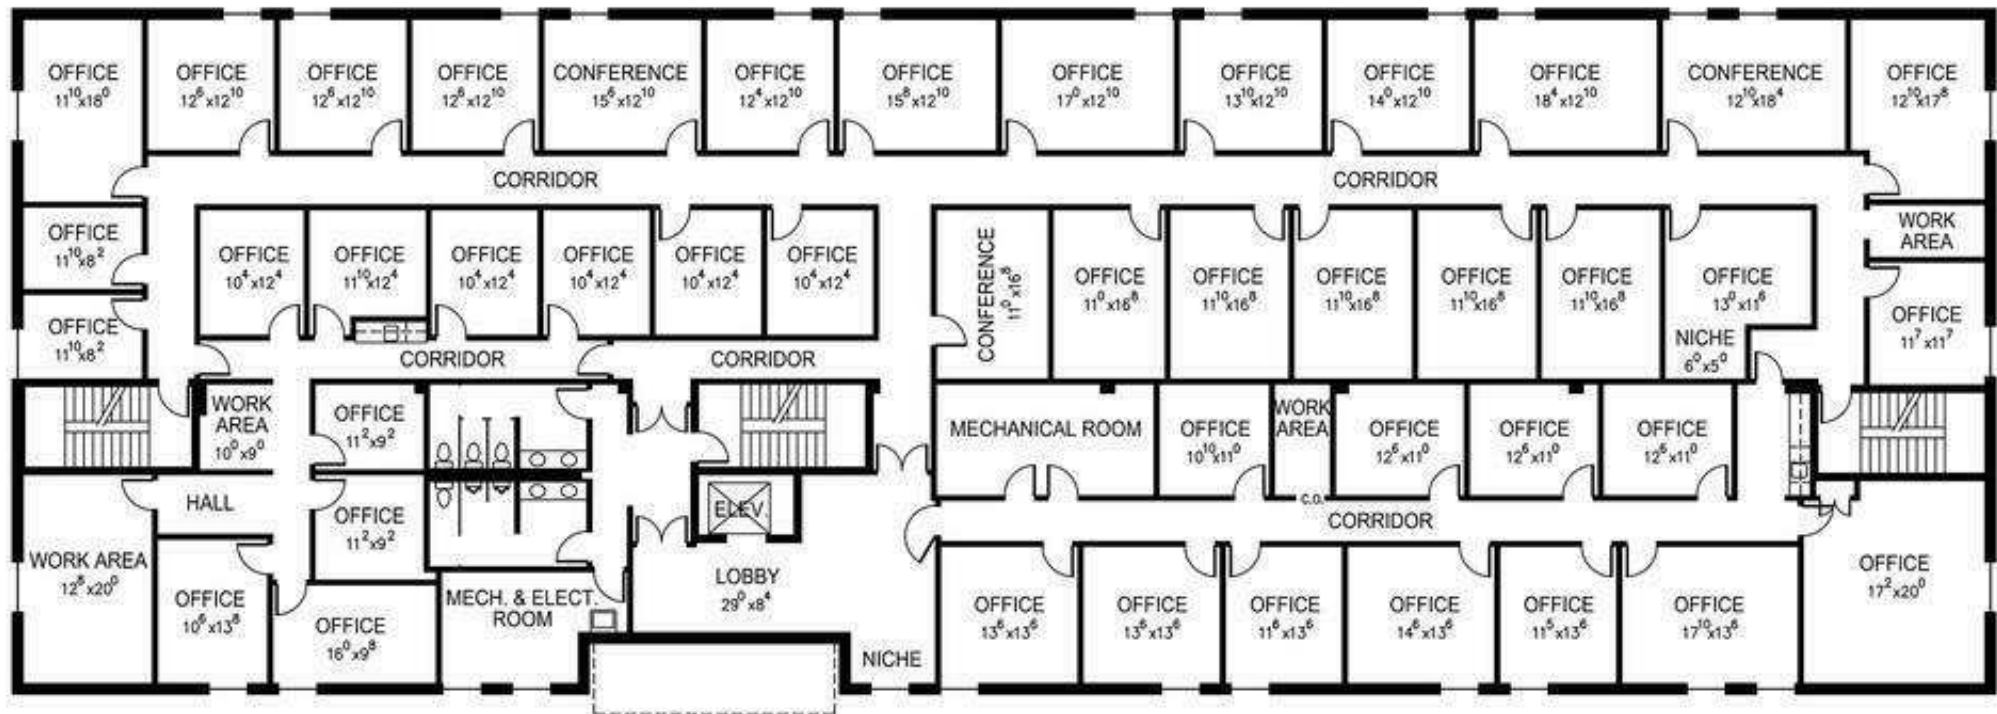 OFFICE
11¹⁰x18⁰
OFFICE
12⁶x12¹⁰
OFFICE
12⁶x12¹⁰
OFFICE
12⁶x12¹⁰
CONFERENCE
15⁶x12¹⁰
OFFICE
12⁴x12¹⁰
OFFICE
15⁸x12¹⁰
OFFICE
17⁰x12¹⁰
OFFICE
13¹⁰x12¹⁰
OFFICE
14⁰x12¹⁰
OFFICE
18⁴x12¹⁰
CONFERENCE
12¹⁰x18⁴
OFFICE
12¹⁰x17⁸
CORRIDOR
CORRIDOR
OFFICE
11¹⁰x8²
WORK
AREA
OFFICE
10⁴x12⁴
OFFICE
11¹⁰x12⁴
OFFICE
10⁴x12⁴
OFFICE
10⁴x12⁴
OFFICE
10⁴x12⁴
OFFICE
10⁴x12⁴
CONFERENCE
11⁰x16⁸
OFFICE
11⁰x16⁸
OFFICE
11¹⁰x16⁸
OFFICE
11¹⁰x16⁸
OFFICE
11¹⁰x16⁸
OFFICE
11¹⁰x16⁸
OFFICE
13⁰x11⁶
OFFICE
11⁷x11⁷
OFFICE
11¹⁰x8²
NICHE
6⁰x5⁰
CORRIDOR
CORRIDOR
WORK
AREA
10⁰x9⁰
OFFICE
11²x9²
MECHANICAL ROOM
OFFICE
10¹⁰x11⁰
WORK
AREA
OFFICE
12⁶x11⁰
OFFICE
12⁶x11⁰
OFFICE
12⁶x11⁰
HALL
OFFICE
11²x9²
ELEV.
C.O.
CORRIDOR
WORK AREA
12⁸x20⁰
OFFICE
10⁶x13⁸
OFFICE
16⁰x9⁸
MECH. & ELECT.
ROOM
LOBBY
29⁰x8⁴
NICHE
OFFICE
13⁶x13⁶
OFFICE
13⁶x13⁶
OFFICE
11⁶x13⁶
OFFICE
14⁶x13⁶
OFFICE
11⁵x13⁶
OFFICE
17¹⁰x13⁶
OFFICE
17²x20⁰